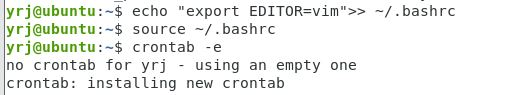 yrj@ubuntu:~$ echo "export EDITOR=vim">> ~/.bashrc
yrj@ubuntu:~$ source ~/.bashrc
yrj@ubuntu:~$ crontab -e
no crontab for yrj - using an empty one
crontab: installing new crontab